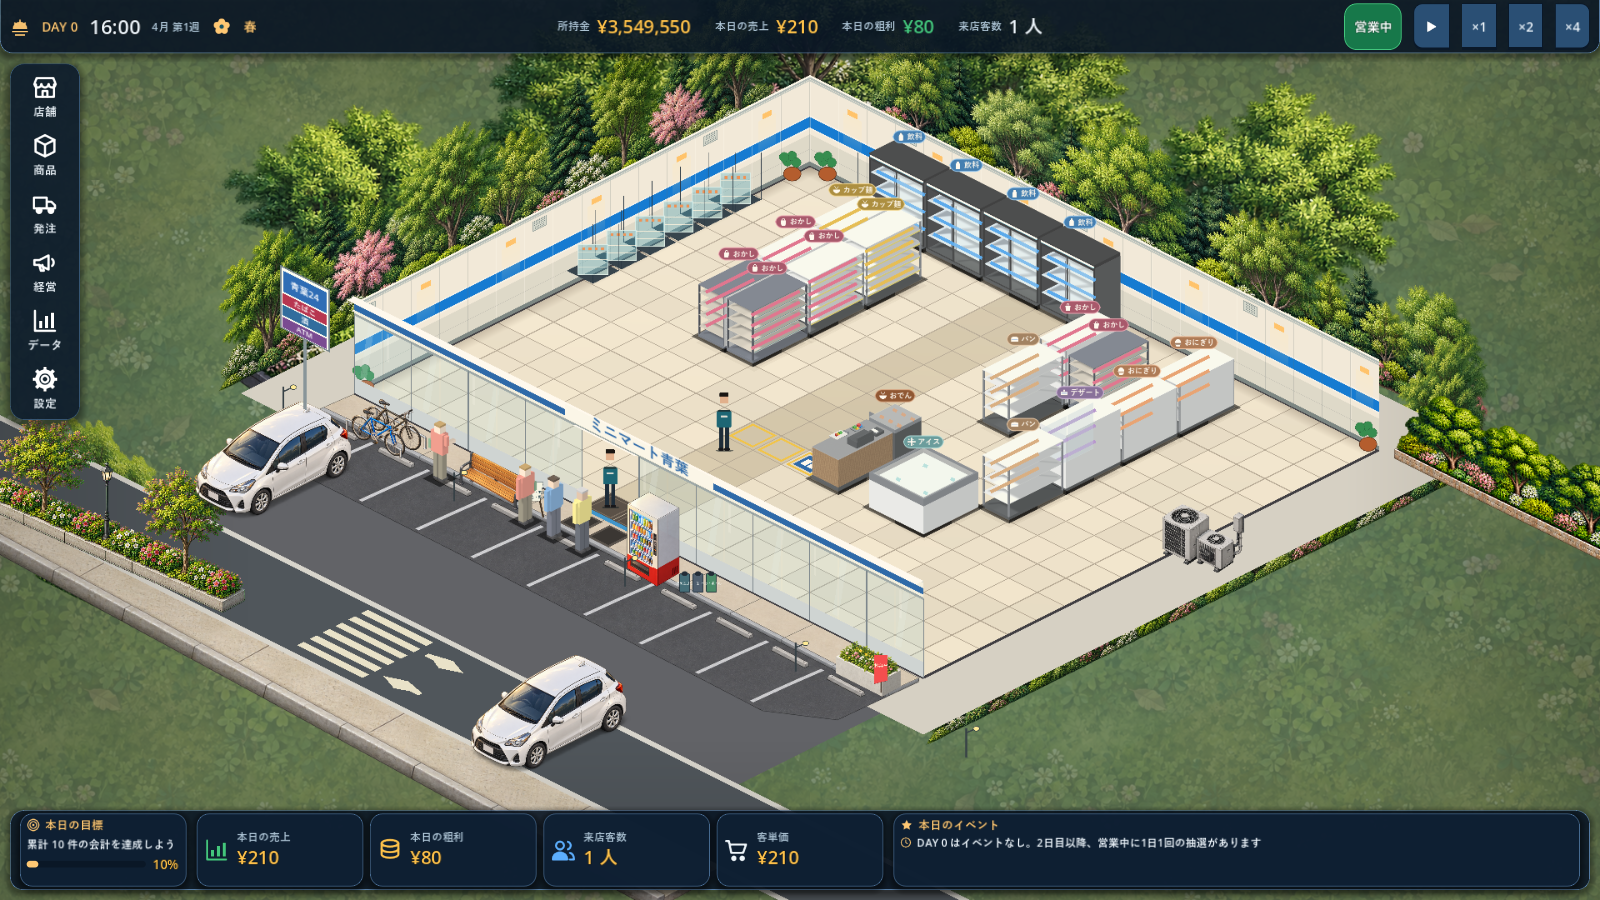 DAY 0 16:00 4月 第1週 春
所持金 ¥3,549,550 本日の売上 ¥210 本日の粗利 ¥80 来店客数 1 人
営業中 ×1 ×2 ×4
店舗
商品
発注
経営
データ
設定
飲料
飲料
飲料
飲料
カップ麺
カップ麺
おかし
おかし
おかし
おかし
おかし
おかし
パン
おにぎり
おにぎり
デザート
パン
おでん
アイス
青葉24
たばこ
酒
ATM
ミニマート青葉
本日の目標
累計 10 件の会計を達成しよう
10%
本日の売上
¥210
本日の粗利
¥80
来店客数
1 人
客単価
¥210
本日のイベント
DAY 0 はイベントなし。2日目以降、営業中に1日1回の抽選があります